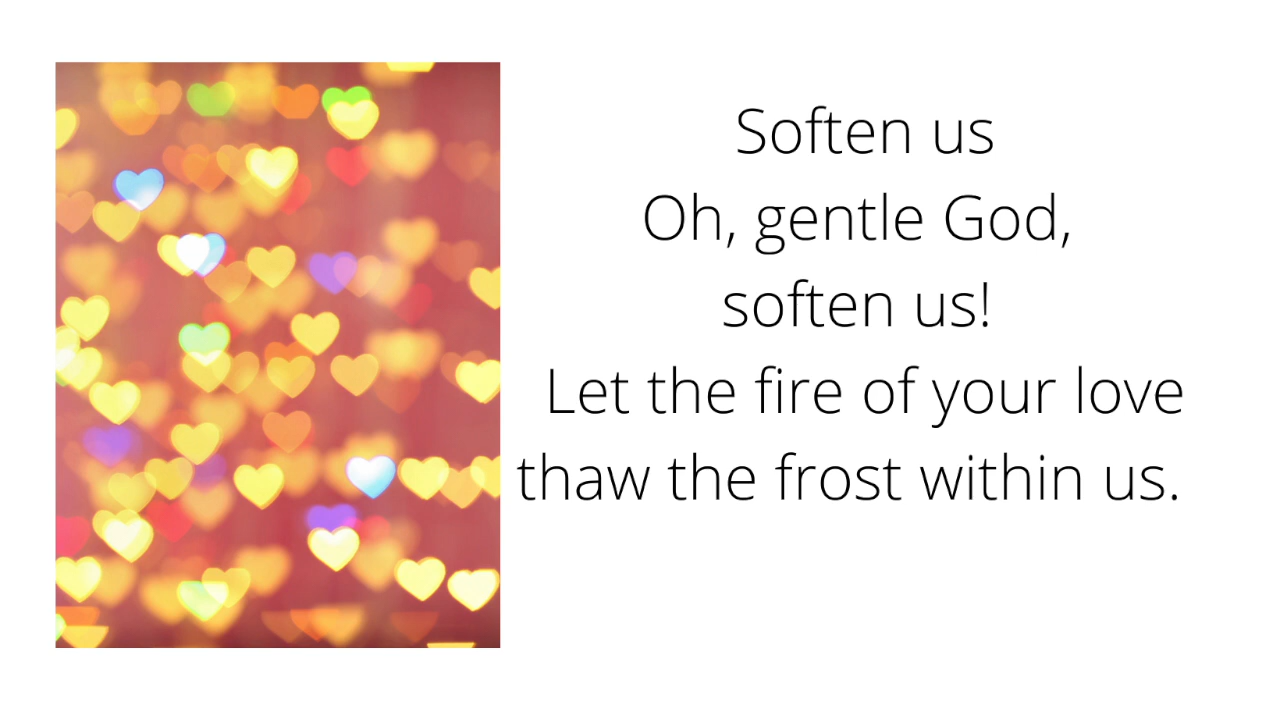 Soften us
Oh, gentle God,
soften us!
Let the fire of your love
thaw the frost within us.